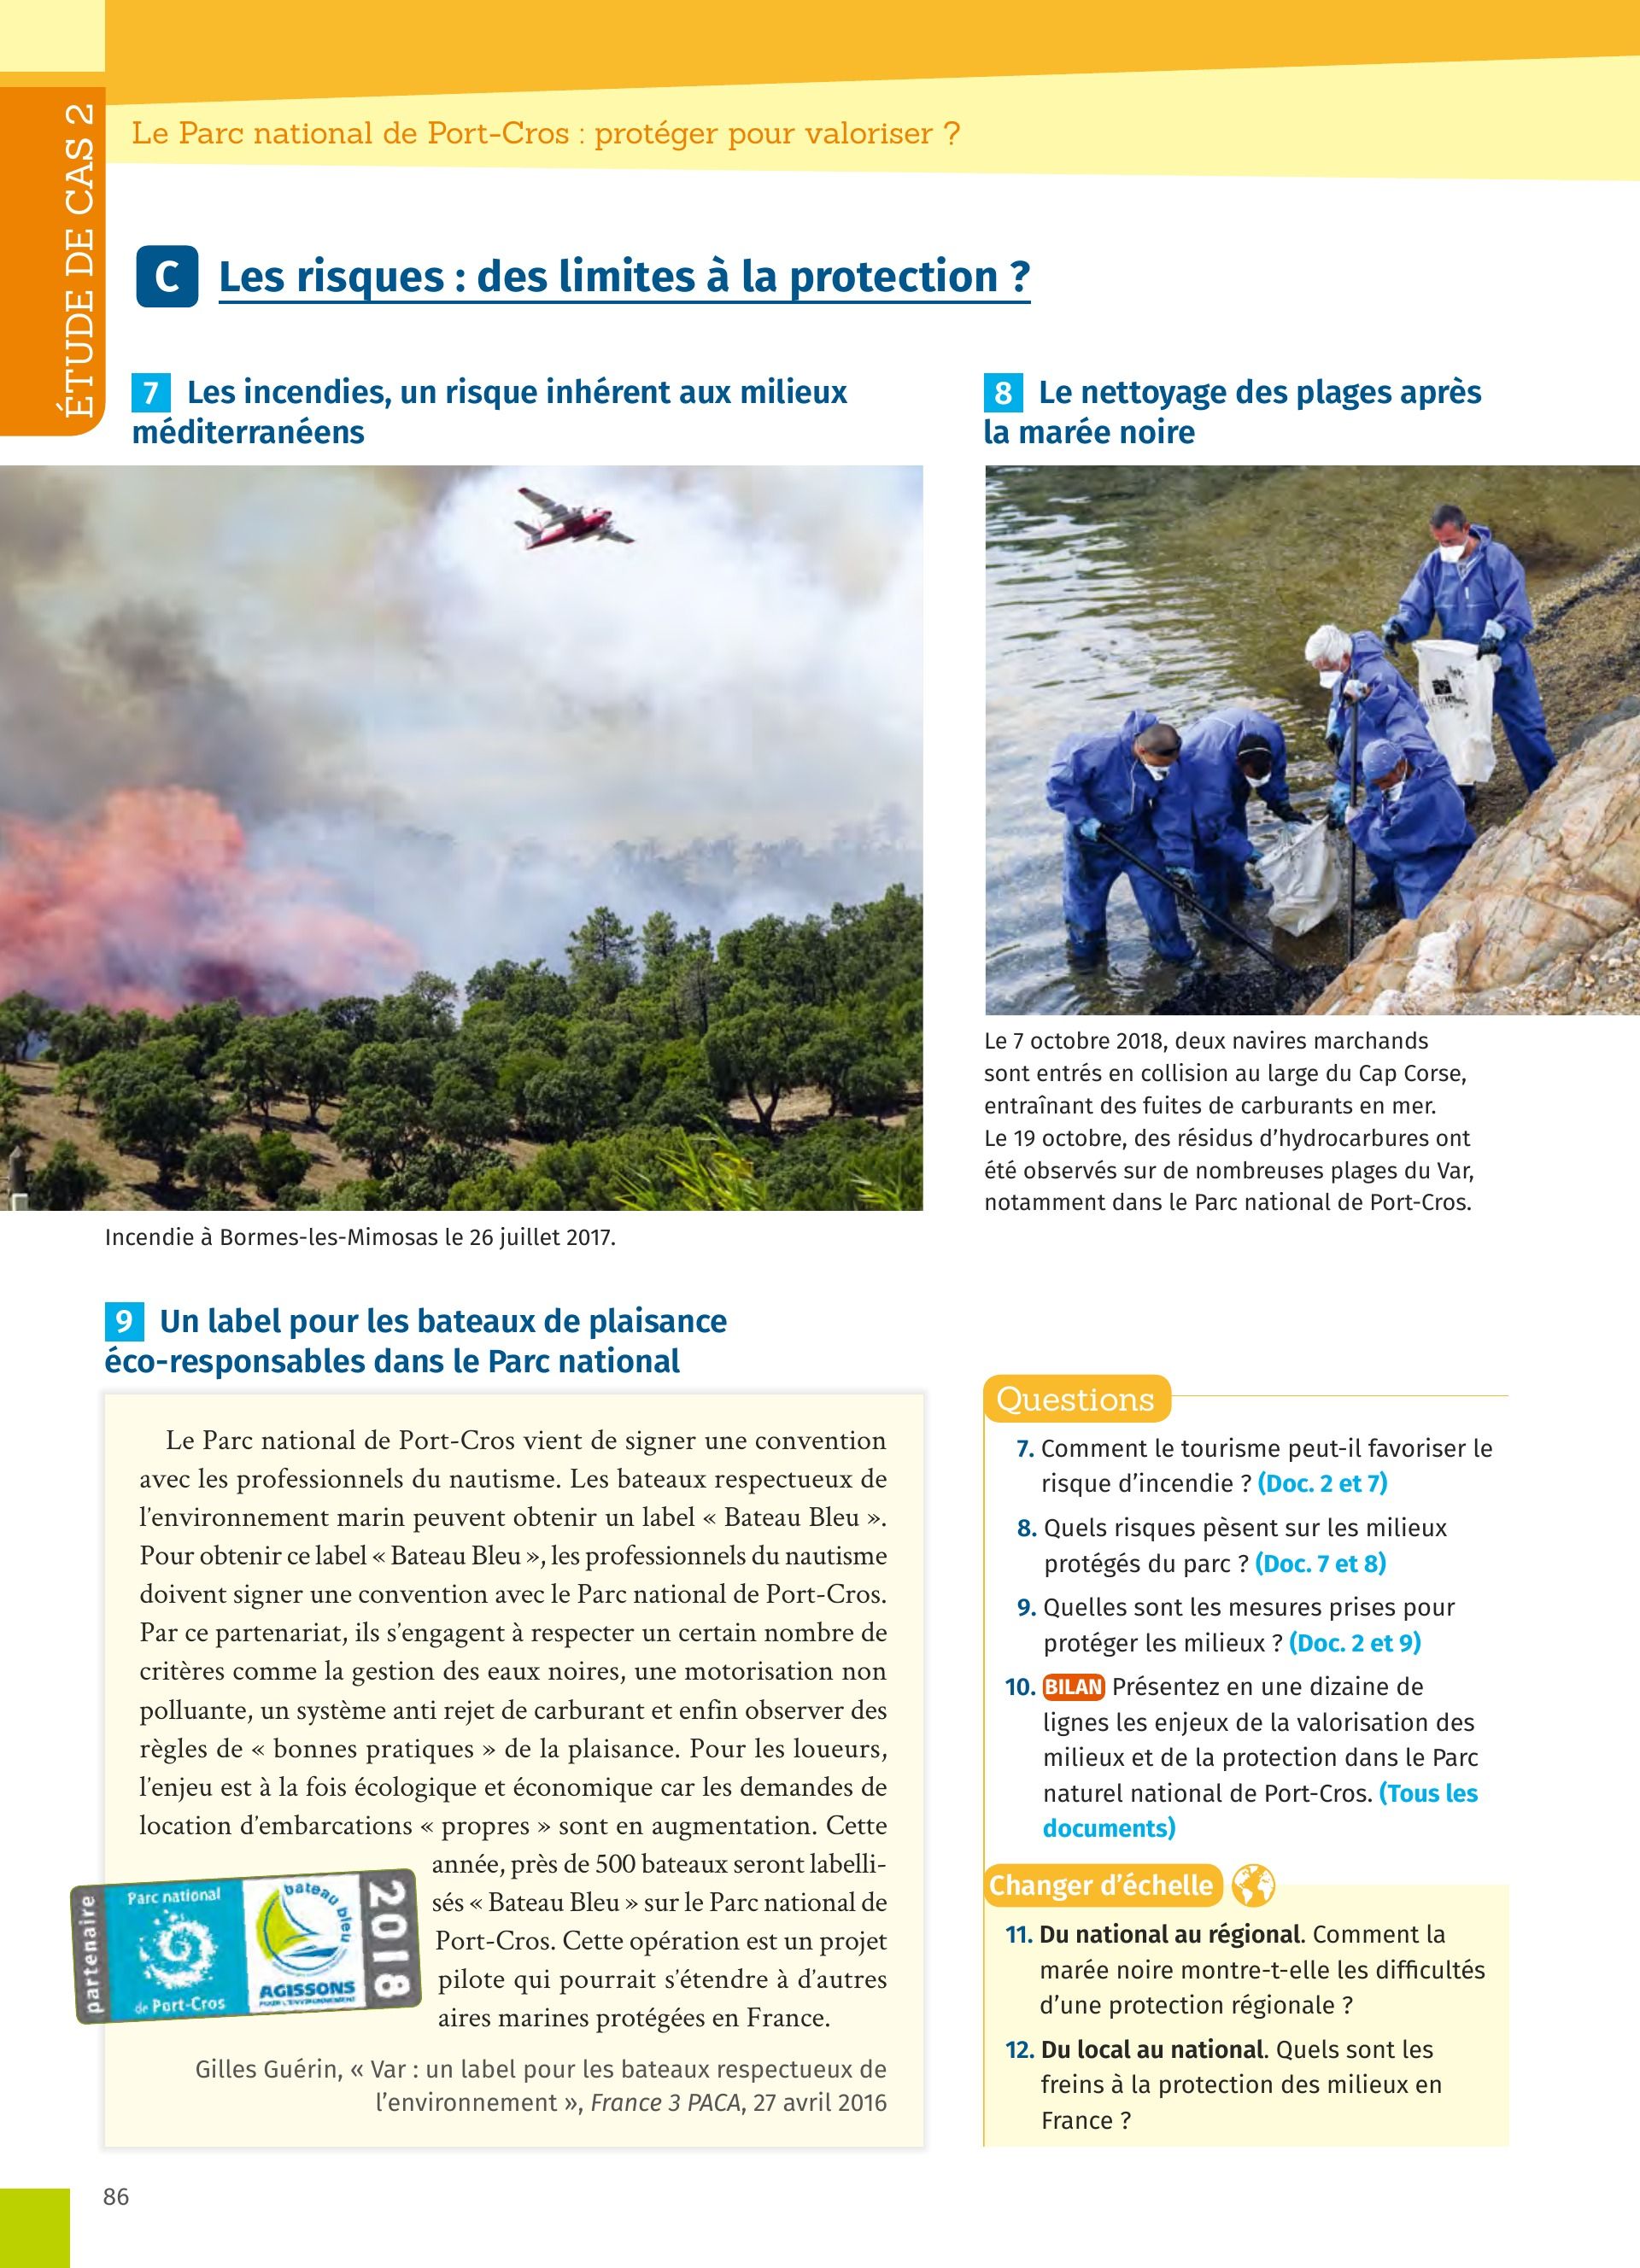 ÉTUDE DE CAS 2
Le Parc national de Port-Cros : protéger pour valoriser ?
C Les risques : des limites à la protection ?
7 Les incendies, un risque inhérent aux milieux
méditerranéens
Incendie à Bormes-les-Mimosas le 26 juillet 2017.
8 Le nettoyage des plages après
la marée noire
Le 7 octobre 2018, deux navires marchands
sont entrés en collision au large du Cap Corse,
entraînant des fuites de carburants en mer.
Le 19 octobre, des résidus d’hydrocarbures ont
été observés sur de nombreuses plages du Var,
notamment dans le Parc national de Port-Cros.
9 Un label pour les bateaux de plaisance
éco-responsables dans le Parc national
Le Parc national de Port-Cros vient de signer une convention
avec les professionnels du nautisme. Les bateaux respectueux de
l’environnement marin peuvent obtenir un label « Bateau Bleu ».
Pour obtenir ce label « Bateau Bleu », les professionnels du nautisme
doivent signer une convention avec le Parc national de Port-Cros.
Par ce partenariat, ils s’engagent à respecter un certain nombre de
critères comme la gestion des eaux noires, une motorisation non
polluante, un système anti rejet de carburant et enfin observer des
règles de « bonnes pratiques » de la plaisance. Pour les loueurs,
l’enjeu est à la fois écologique et économique car les demandes de
location d’embarcations « propres » sont en augmentation. Cette
année, près de 500 bateaux seront labelli-
sés « Bateau Bleu » sur le Parc national de
Port-Cros. Cette opération est un projet
pilote qui pourrait s’étendre à d’autres
aires marines protégées en France.
partenaire
Parc national
de Port-Cros
bateau bleu
AGISSONS
POUR L’ENVIRONNEMENT
2018
Gilles Guérin, « Var : un label pour les bateaux respectueux de
l’environnement », France 3 PACA, 27 avril 2016
Questions
7. Comment le tourisme peut-il favoriser le
risque d’incendie ? (Doc. 2 et 7)
8. Quels risques pèsent sur les milieux
protégés du parc ? (Doc. 7 et 8)
9. Quelles sont les mesures prises pour
protéger les milieux ? (Doc. 2 et 9)
10. BILAN Présentez en une dizaine de
lignes les enjeux de la valorisation des
milieux et de la protection dans le Parc
naturel national de Port-Cros. (Tous les
documents)
Changer d’échelle
11. Du national au régional. Comment la
marée noire montre-t-elle les difficultés
d’une protection régionale ?
12. Du local au national. Quels sont les
freins à la protection des milieux en
France ?
86